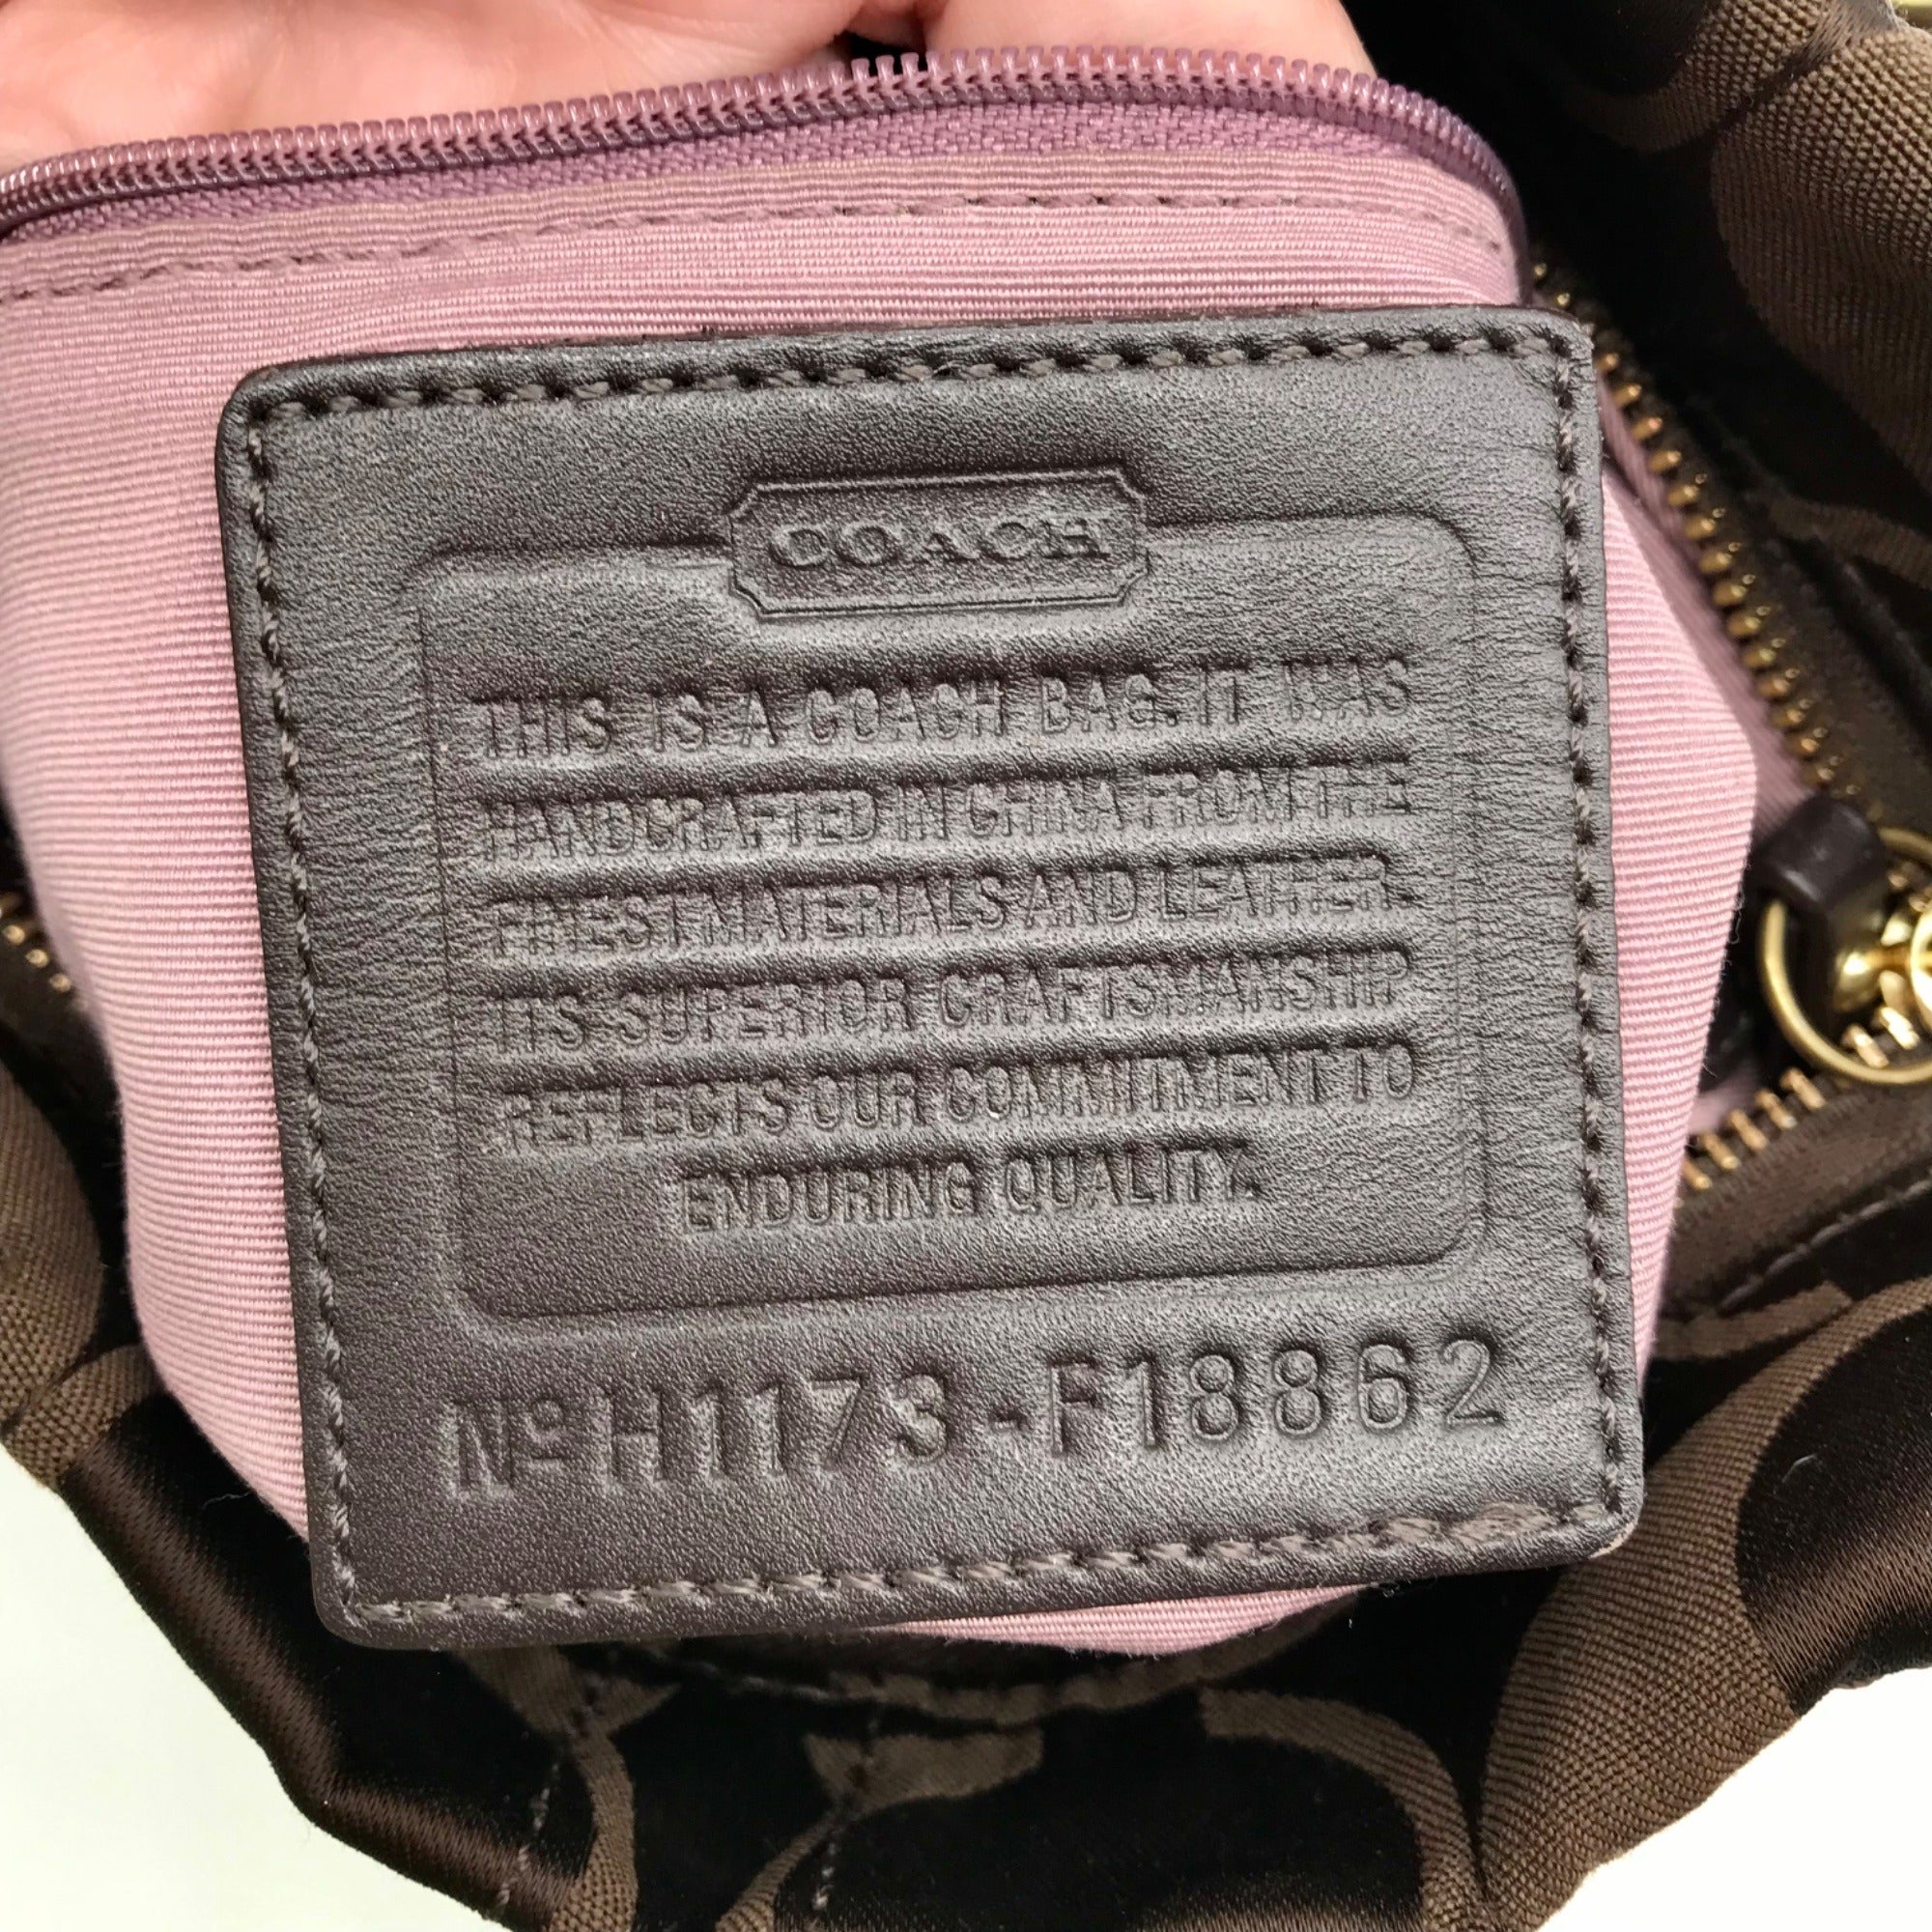 COACH
THIS IS A COACH BAG. IT WAS
HANDCRAFTED IN CHINA FROM THE
FINEST MATERIALS AND LEATHER.
ITS SUPERIOR CRAFTSMANSHIP
REFLECTS OUR COMMITMENT TO
ENDURING QUALITY.
Nº H1173-F18862